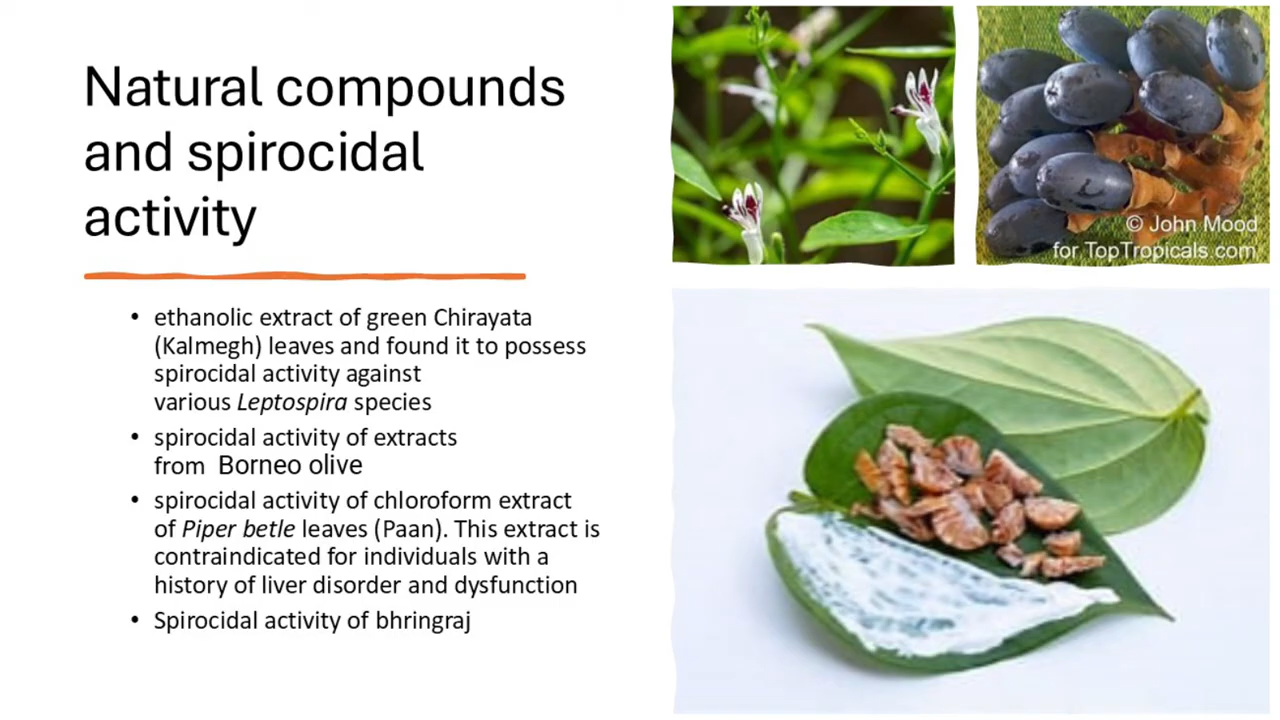 Natural compounds
and spirocidal
activity
• ethanolic extract of green Chirayata
(Kalmegh) leaves and found it to possess
spirocidal activity against
various Leptospira species
• spirocidal activity of extracts
from  Borneo olive
• spirocidal activity of chloroform extract
of Piper betle leaves (Paan). This extract is
contraindicated for individuals with a
history of liver disorder and dysfunction
• Spirocidal activity of bhringraj
© John Mood
for TopTropicals.com